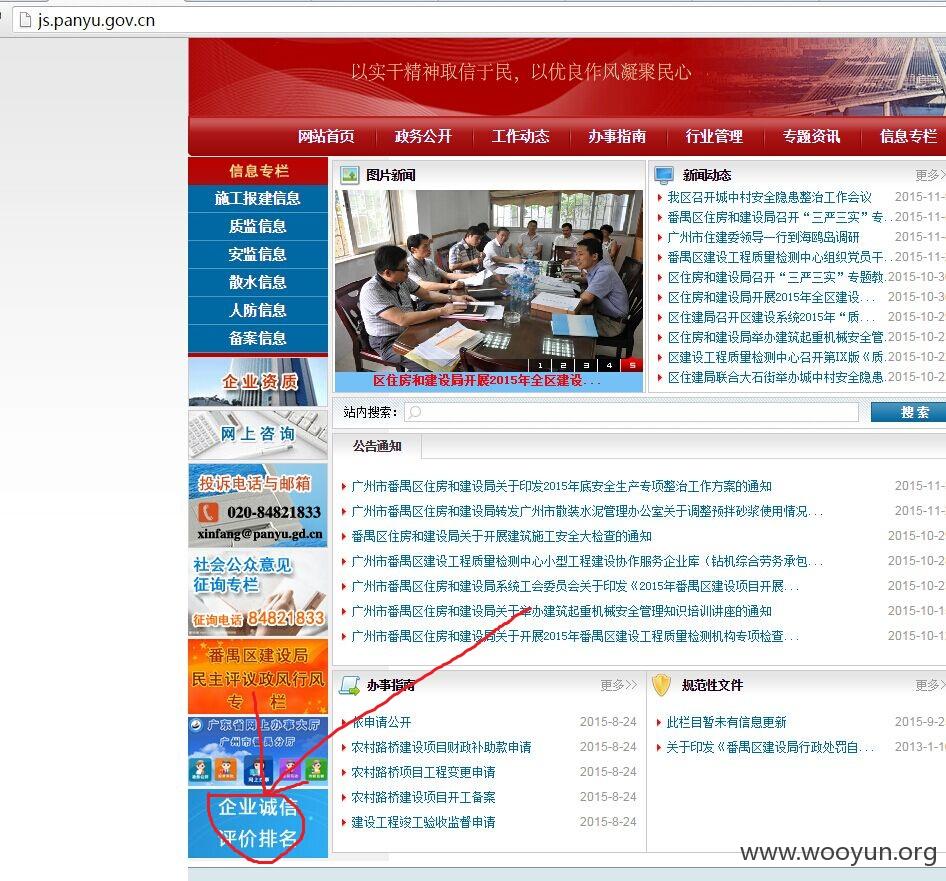 js.panyu.gov.cn
以实干精神取信于民，以优良作风凝聚民心
网站首页 政务公开 工作动态 办事指南 行业管理 专题资讯 信息专栏
信息专栏
施工报建信息
质监信息
安监信息
散水信息
人防信息
备案信息
企业资质
网上咨询
投诉电话与邮箱
020-84821833
xinfang@panyu.gd.cn
社会公众意见
征询专栏
征询电话 84821833
番禺区建设局
民主评议政风行风
专 栏
广东省网上办事大厅
广州市番禺分厅
企业诚信
评价排名
图片新闻
1 2 3 4 5
区住房和建设局开展2015年全区建设...
新闻动态 更多>
我区召开城中村安全隐患整治工作会议 2015-11-
番禺区住房和建设局召开“三严三实”专.. 2015-11-
广州市住建委领导一行到海鸥岛调研 2015-11-
番禺区建设工程质量检测中心组织党员干.. 2015-11-
区住房和建设局召开“三严三实”专题教. 2015-10-3
区住房和建设局开展2015年全区建设... 2015-10-3
区住建局召开区建设系统2015年“质... 2015-10-2
区住房和建设局举办建筑起重机械安全管. 2015-10-2
区建设工程质量检测中心召开第IX版《质. 2015-10-2
区住建局联合大石街举办城中村安全隐患. 2015-10-2
站内搜索： 搜 索
公告通知
广州市番禺区住房和建设局关于印发2015年底安全生产专项整治工作方案的通知 2015-11-
广州市番禺区住房和建设局转发广州市散装水泥管理办公室关于调整预拌砂浆使用情况... 2015-11-
番禺区住房和建设局关于开展建筑施工安全大检查的通知 2015-10-2
广州市番禺区建设工程质量检测中心小型工程建设协作服务企业库（钻机综合劳务承包... 2015-10-2
广州市番禺区住房和建设局系统工会委员会关于印发《2015年番禺区建设项目开展... 2015-10-2
广州市番禺区住房和建设局关于举办建筑起重机械安全管理知识培训讲座的通知 2015-10-1
广州市番禺区住房和建设局关于开展2015年番禺区建设工程质量检测机构专项检查... 2015-10-1
办事指南 更多>>
依申请公开 2015-8-24
农村路桥建设项目财政补助款申请 2015-8-24
农村路桥项目工程变更申请 2015-8-24
农村路桥建设项目开工备案 2015-8-24
建设工程竣工验收监督申请 2015-8-24
规范性文件 更多>
此栏目暂未有信息更新 2015-9-2
关于印发《番禺区建设局行政处罚自... 2013-1-1
www.wooyun.org